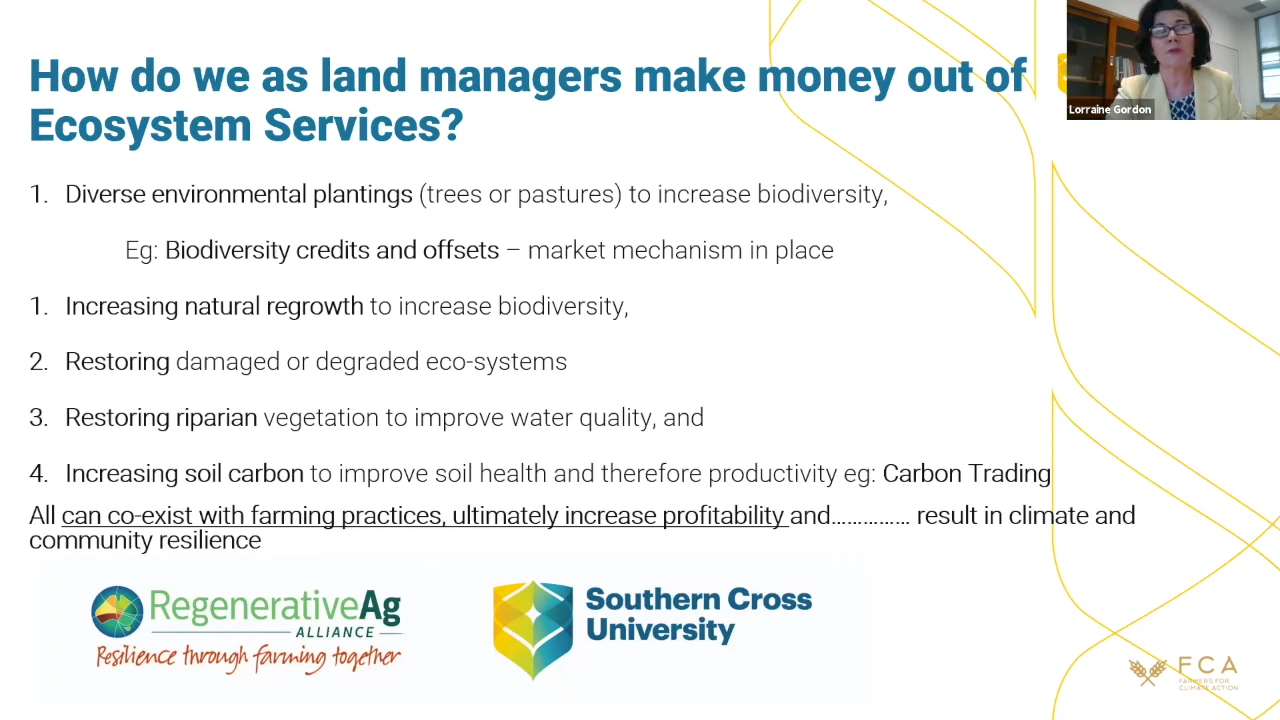 How do we as land managers make money out of
Ecosystem Services?
Lorraine Gordon
1. Diverse environmental plantings (trees or pastures) to increase biodiversity,
Eg: Biodiversity credits and offsets – market mechanism in place
1. Increasing natural regrowth to increase biodiversity,
2. Restoring damaged or degraded eco-systems
3. Restoring riparian vegetation to improve water quality, and
4. Increasing soil carbon to improve soil health and therefore productivity eg: Carbon Trading
All can co-exist with farming practices, ultimately increase profitability and…………… result in climate and
community resilience
RegenerativeAg
ALLIANCE
Resilience through farming together
Southern Cross
University
FCA
FARMERS FOR
CLIMATE ACTION